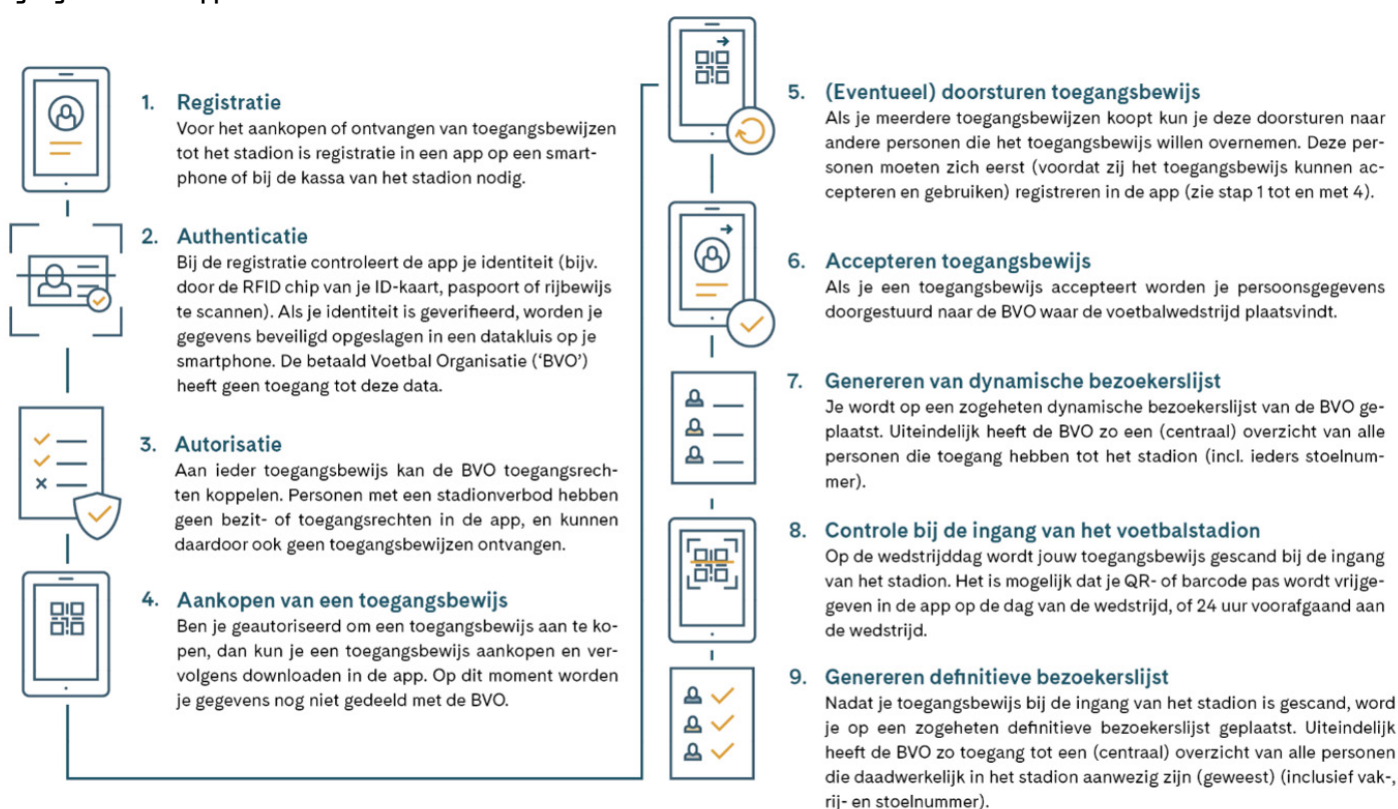 1. Registratie
Voor het aankopen of ontvangen van toegangsbewijzen
tot het stadion is registratie in een app op een smart-
phone of bij de kassa van het stadion nodig.
2. Authenticatie
Bij de registratie controleert de app je identiteit (bijv.
door de RFID chip van je ID-kaart, paspoort of rijbewijs
te scannen). Als je identiteit is geverifieerd, worden je
gegevens beveiligd opgeslagen in een datakluis op je
smartphone. De betaald Voetbal Organisatie (‘BVO’)
heeft geen toegang tot deze data.
3. Autorisatie
Aan ieder toegangsbewijs kan de BVO toegangsrech-
ten koppelen. Personen met een stadionverbod hebben
geen bezit- of toegangsrechten in de app, en kunnen
daardoor ook geen toegangsbewijzen ontvangen.
4. Aankopen van een toegangsbewijs
Ben je geautoriseerd om een toegangsbewijs aan te ko-
pen, dan kun je een toegangsbewijs aankopen en ver-
volgens downloaden in de app. Op dit moment worden
je gegevens nog niet gedeeld met de BVO.
5. (Eventueel) doorsturen toegangsbewijs
Als je meerdere toegangsbewijzen koopt kun je deze doorsturen naar
andere personen die het toegangsbewijs willen overnemen. Deze per-
sonen moeten zich eerst (voordat zij het toegangsbewijs kunnen ac-
cepteren en gebruiken) registreren in de app (zie stap 1 tot en met 4).
6. Accepteren toegangsbewijs
Als je een toegangsbewijs accepteert worden je persoonsgegevens
doorgestuurd naar de BVO waar de voetbalwedstrijd plaatsvindt.
7. Genereren van dynamische bezoekerslijst
Je wordt op een zogeheten dynamische bezoekerslijst van de BVO ge-
plaatst. Uiteindelijk heeft de BVO zo een (centraal) overzicht van alle
personen die toegang hebben tot het stadion (incl. ieders stoelnum-
mer).
8. Controle bij de ingang van het voetbalstadion
Op de wedstrijddag wordt jouw toegangsbewijs gescand bij de ingang
van het stadion. Het is mogelijk dat je QR- of barcode pas wordt vrijge-
geven in de app op de dag van de wedstrijd, of 24 uur voorafgaand aan
de wedstrijd.
9. Genereren definitieve bezoekerslijst
Nadat je toegangsbewijs bij de ingang van het stadion is gescand, word
je op een zogeheten definitieve bezoekerslijst geplaatst. Uiteindelijk
heeft de BVO zo toegang tot een (centraal) overzicht van alle personen
die daadwerkelijk in het stadion aanwezig zijn (geweest) (inclusief vak-,
rij- en stoelnummer).